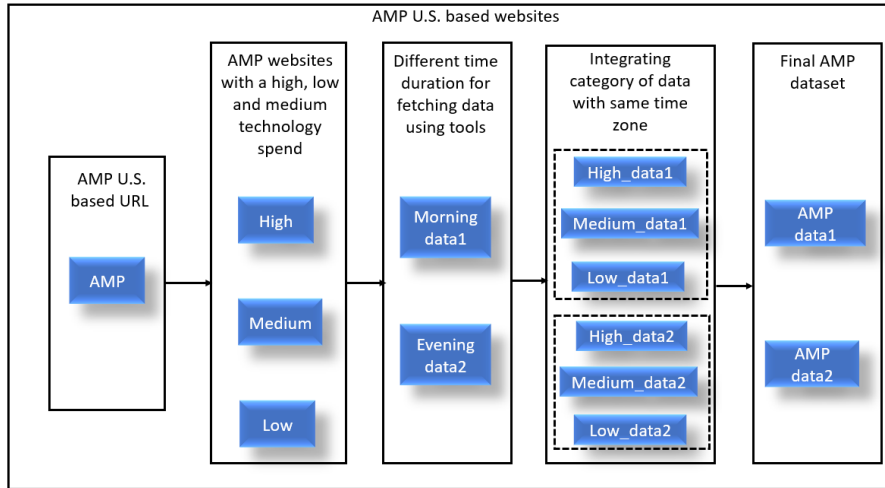 AMP U.S. based websites
AMP U.S.
based URL
AMP
AMP websites
with a high, low
and medium
technology
spend
High
Medium
Low
Different time
duration for
fetching data
using tools
Morning
data1
Evening
data2
Integrating
category of data
with same time
zone
High_data1
Medium_data1
Low_data1
High_data2
Medium_data2
Low_data2
Final AMP
dataset
AMP
data1
AMP
data2